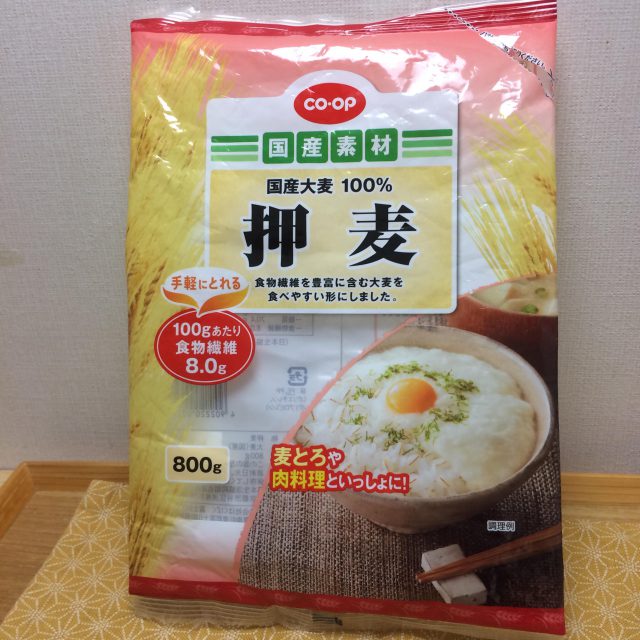 CO·OP
国産素材
国産大麦 100%
押麦
食物繊維を豊富に含む大麦を
食べやすい形にしました。
手軽にとれる
100gあたり
食物繊維
8.0g
800g
麦とろや
肉料理といっしょに!
調理例